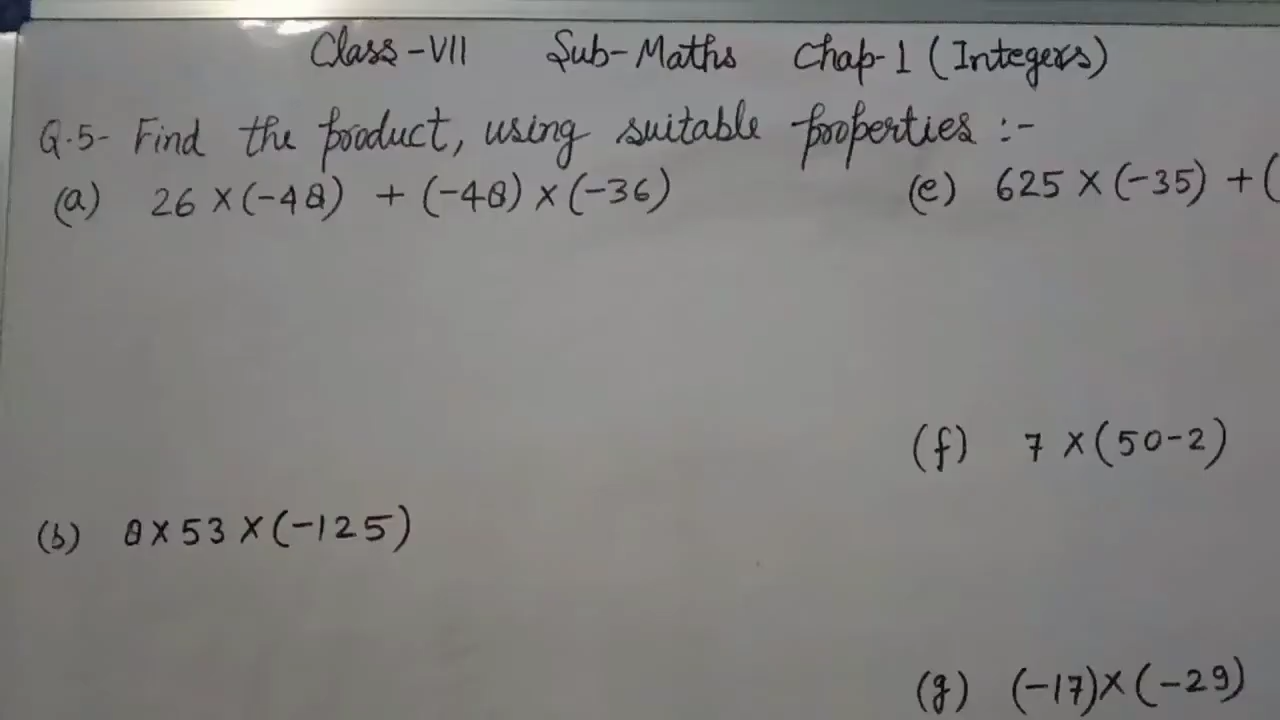 Class-VII Sub-Maths Chap-1 (Integers)
Q.5- Find the product, using suitable properties :-
(a) 26 × (-48) + (-48) × (-36)
(e) 625 × (-35) + (
(f) 7 × (50-2)
(b) 8 × 53 × (-125)
(g) (-17) × (-29)